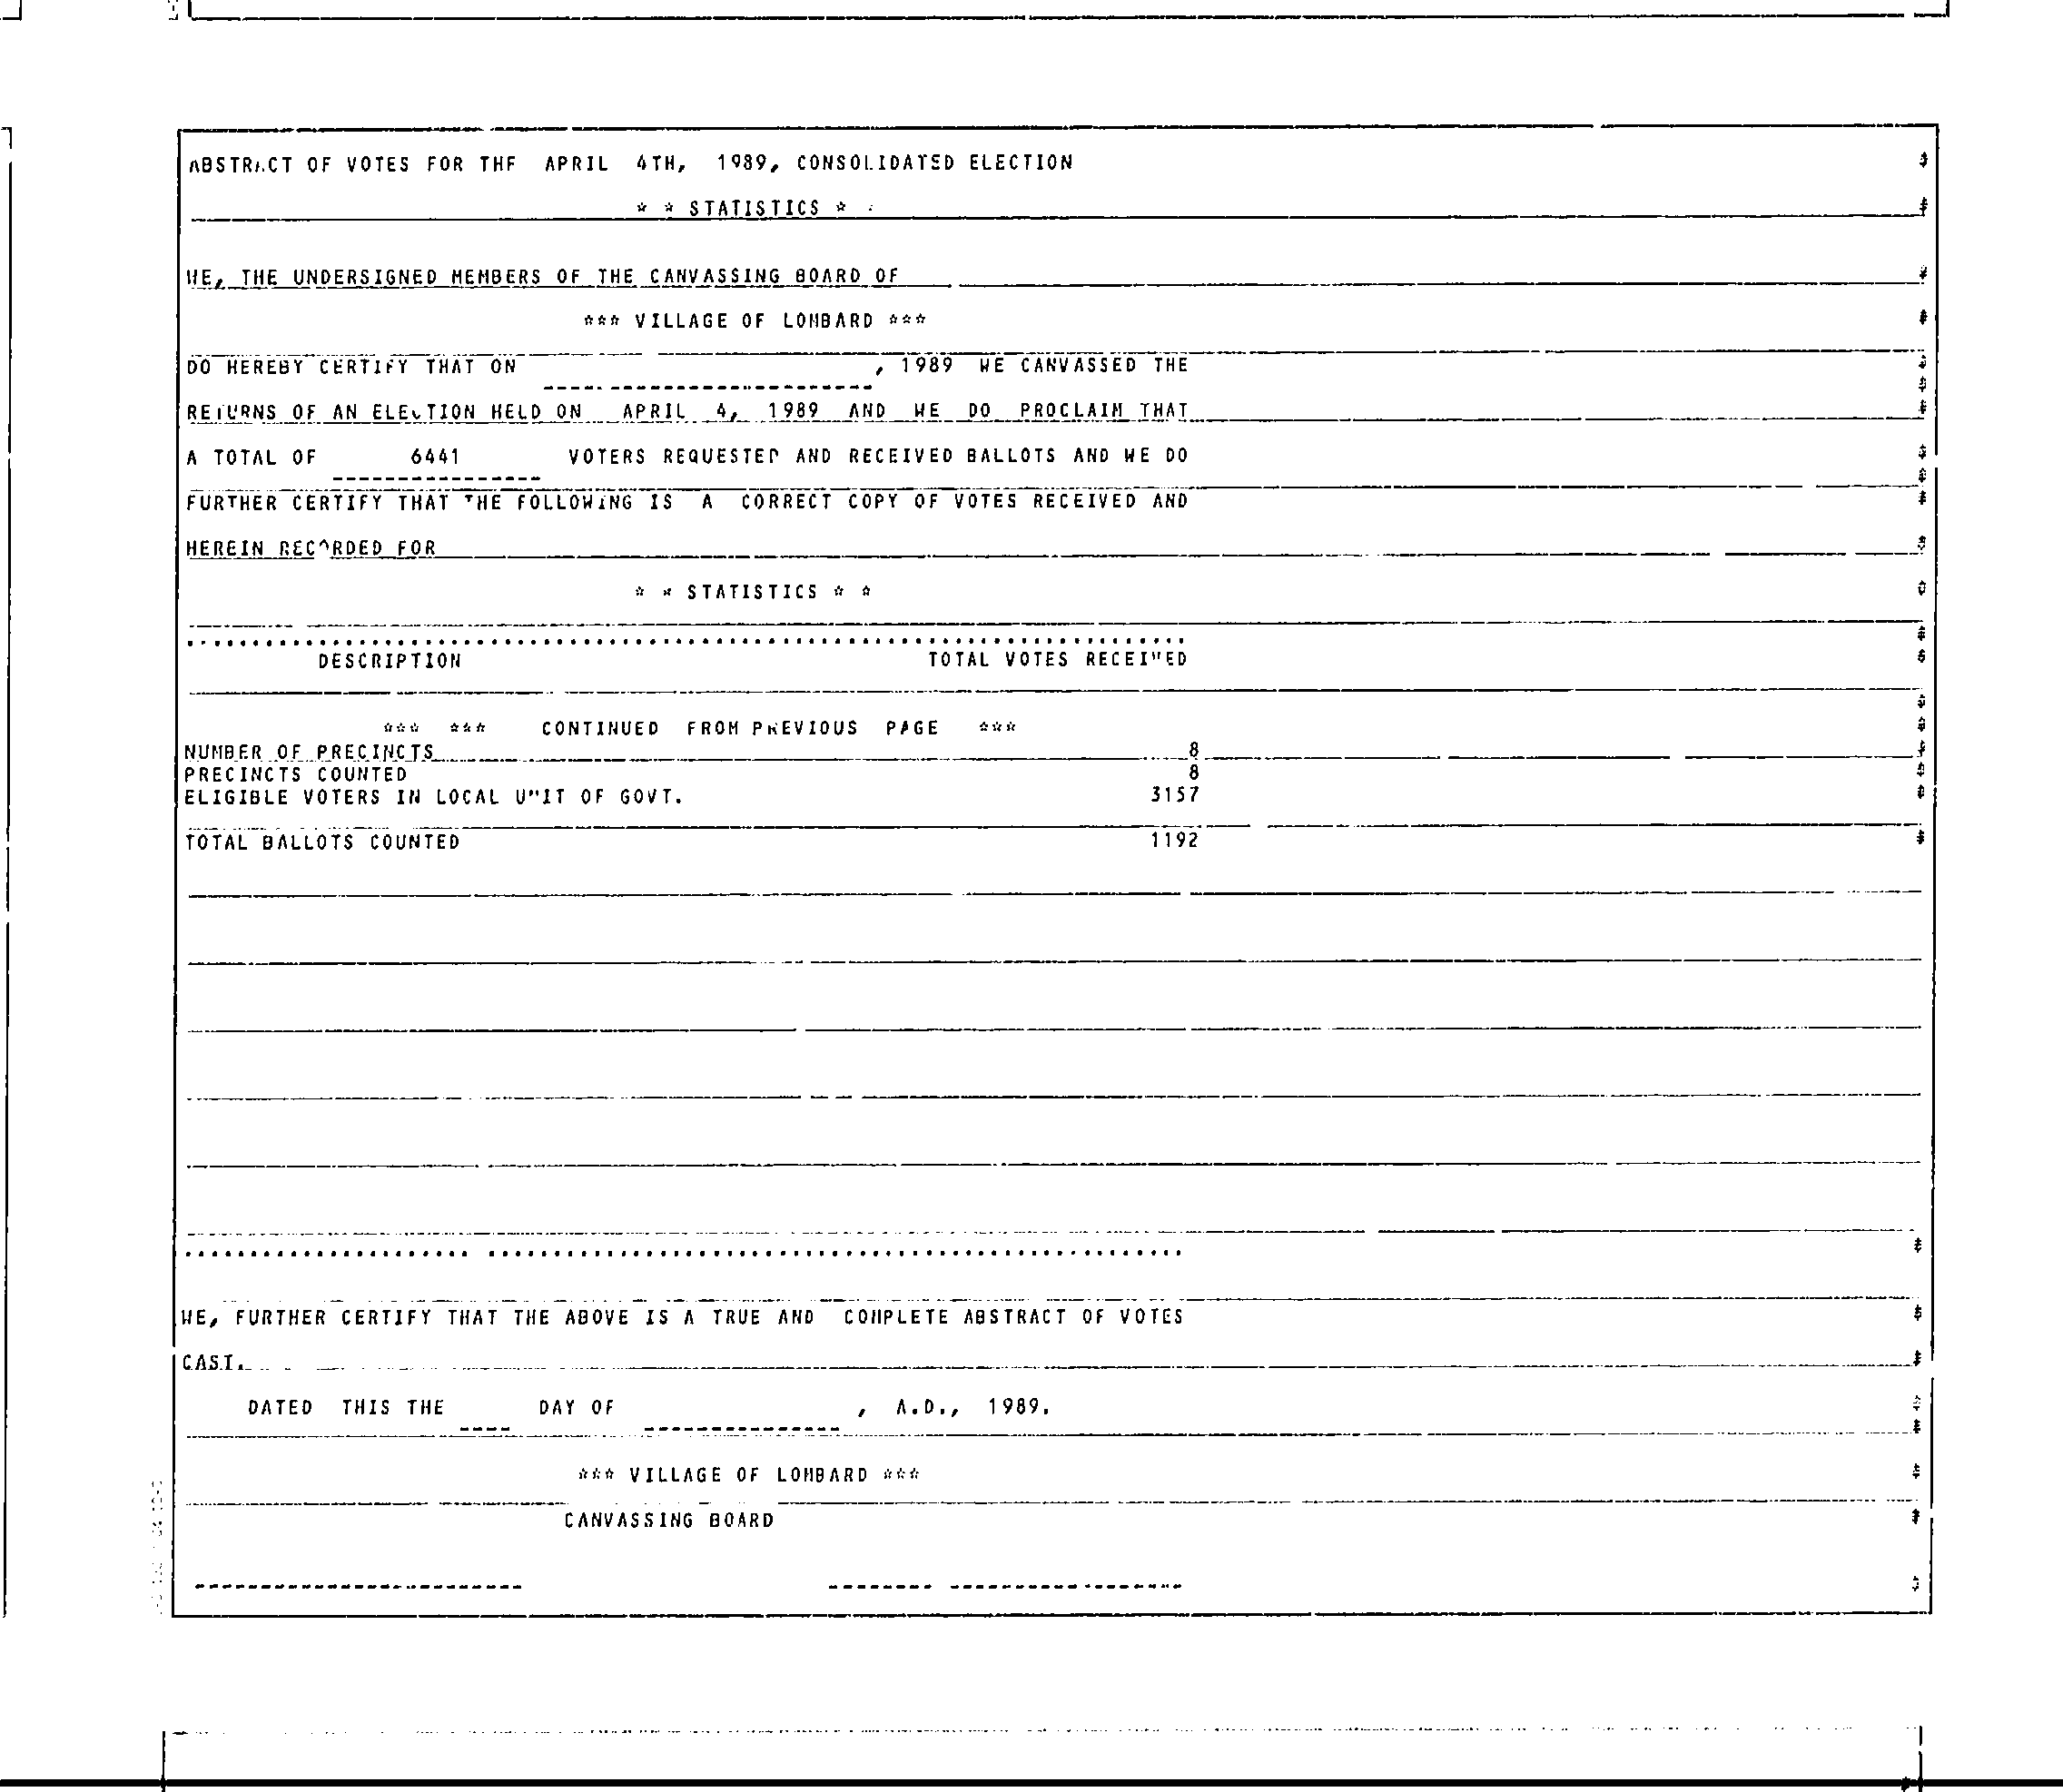 ABSTRACT OF VOTES FOR THE APRIL 4TH, 1989, CONSOLIDATED ELECTION
* * STATISTICS *
WE, THE UNDERSIGNED MEMBERS OF THE CANVASSING BOARD OF
*** VILLAGE OF LOMBARD ***
DO HEREBY CERTIFY THAT ON , 1989 WE CANVASSED THE
RETURNS OF AN ELECTION HELD ON APRIL 4, 1989 AND WE DO PROCLAIM THAT
A TOTAL OF 6441 VOTERS REQUESTED AND RECEIVED BALLOTS AND WE DO
FURTHER CERTIFY THAT THE FOLLOWING IS A CORRECT COPY OF VOTES RECEIVED AND
HEREIN RECORDED FOR
* * STATISTICS * *
DESCRIPTION TOTAL VOTES RECEIVED
*** *** CONTINUED FROM PREVIOUS PAGE ***
NUMBER OF PRECINCTS 8
PRECINCTS COUNTED 8
ELIGIBLE VOTERS IN LOCAL UNIT OF GOVT. 3157
TOTAL BALLOTS COUNTED 1192
WE, FURTHER CERTIFY THAT THE ABOVE IS A TRUE AND COMPLETE ABSTRACT OF VOTES
CAST.
DATED THIS THE DAY OF , A.D., 1989.
*** VILLAGE OF LOMBARD ***
CANVASSING BOARD